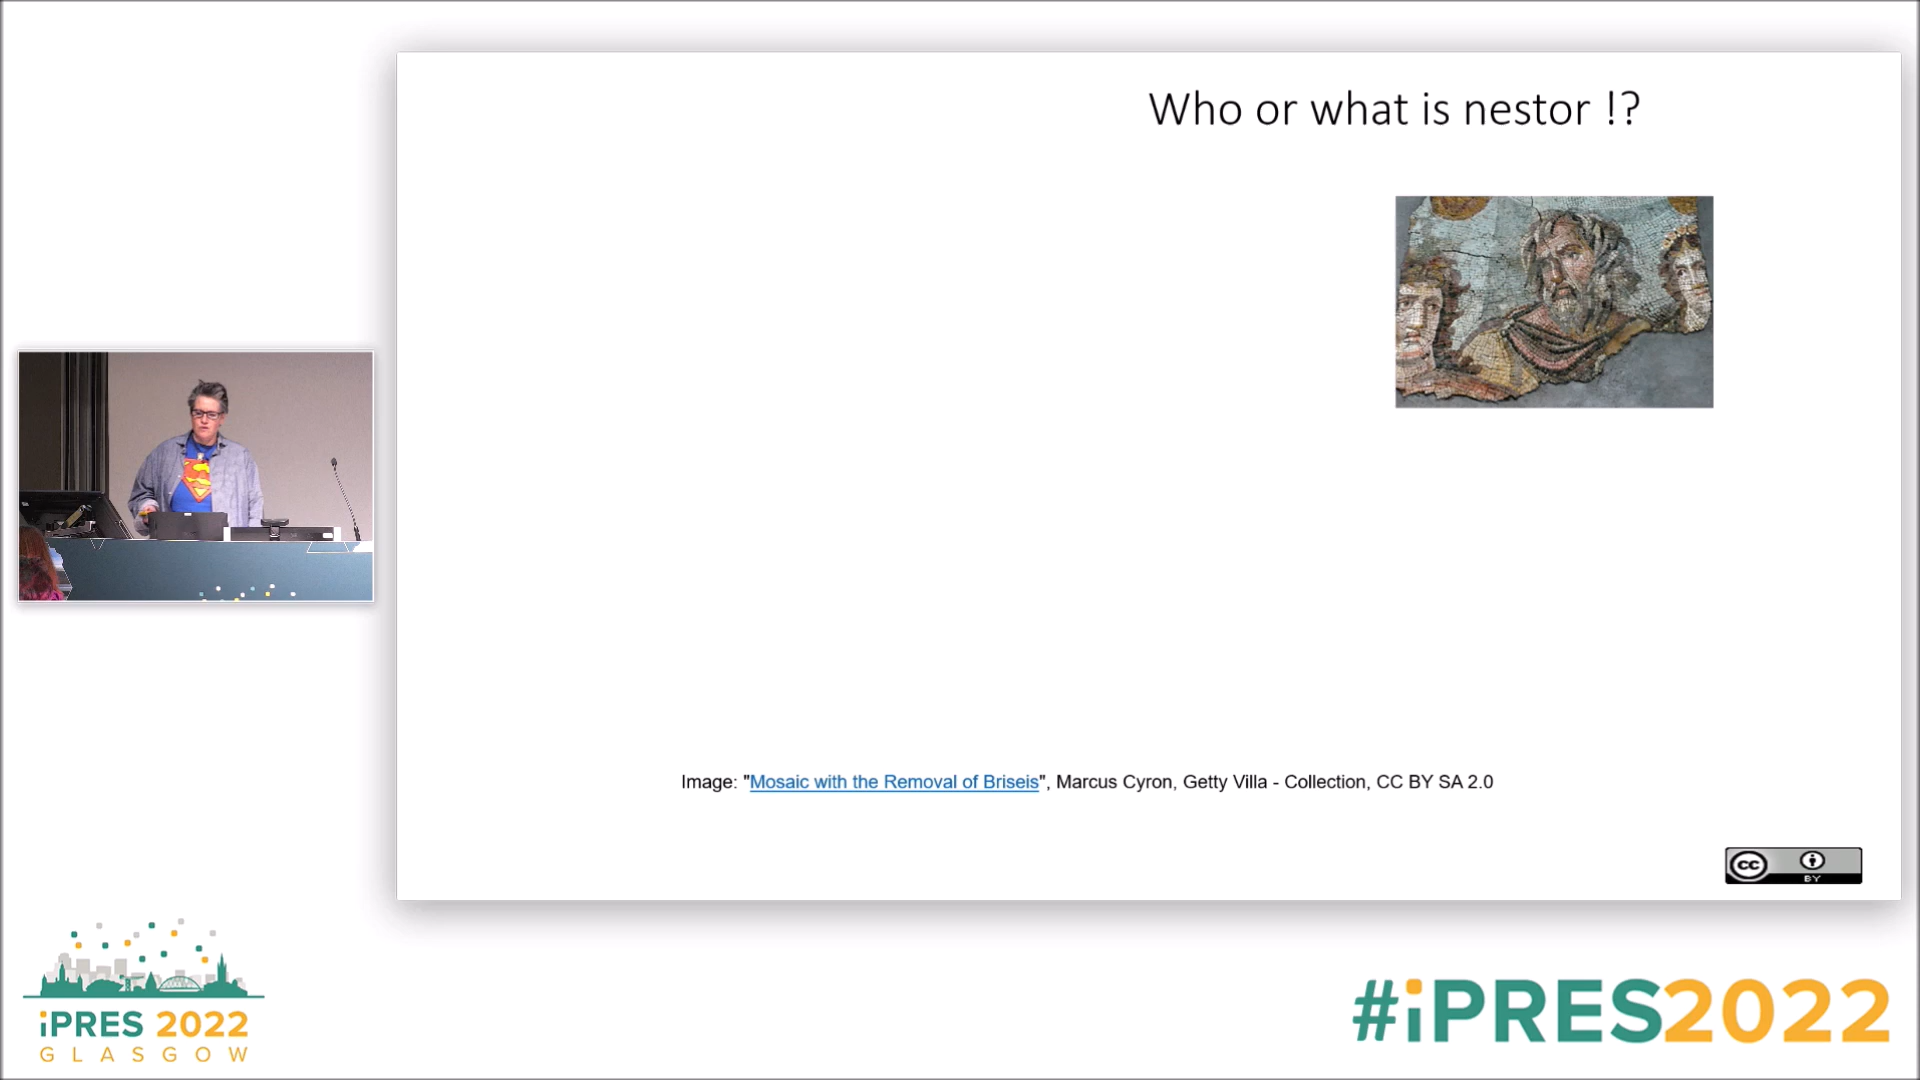 Who or what is nestor !?
Image: "Mosaic with the Removal of Briseis", Marcus Cyron, Getty Villa - Collection, CC BY SA 2.0
cc
BY
iPRES 2022
GLASGOW
#iPRES2022